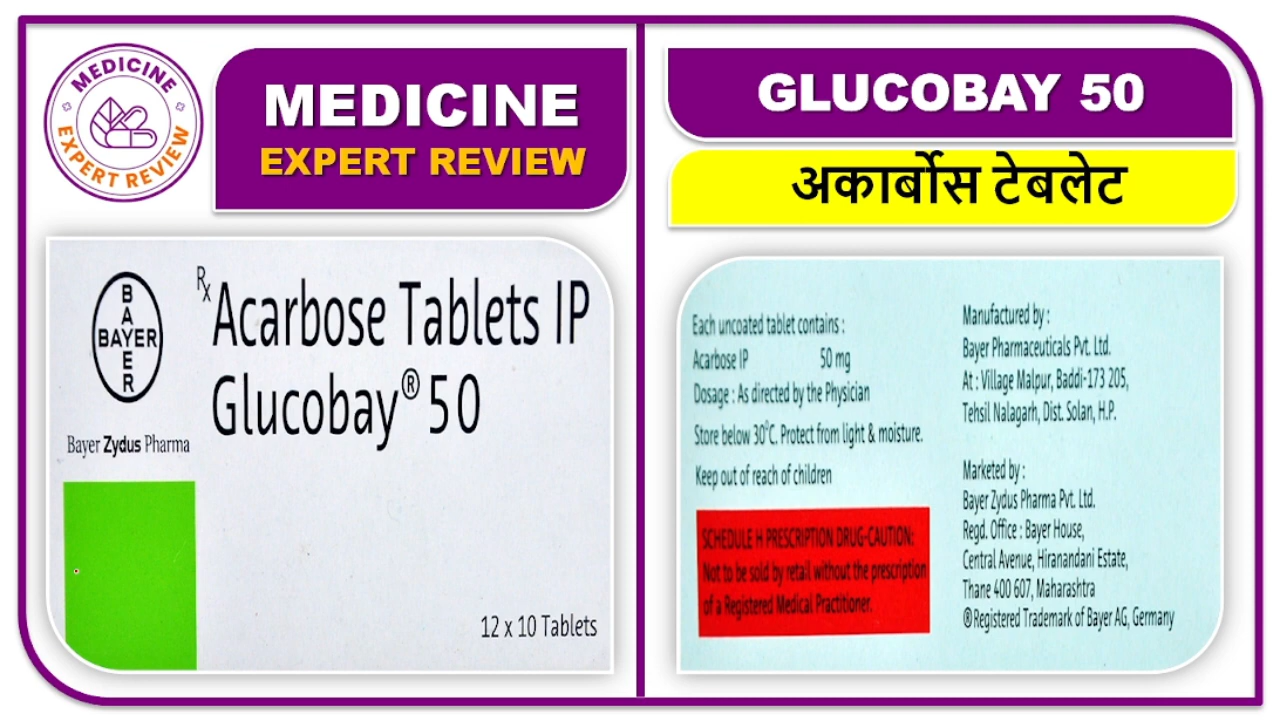 MEDICINE
EXPERT REVIEW
MEDICINE
EXPERT REVIEW
BAYER
BAYER
Bayer Zydus Pharma
Rx Acarbose Tablets IP
Glucobay® 50
12 x 10 Tablets
GLUCOBAY 50
अकार्बोस टेबलेट
Each uncoated tablet contains :
Acarbose IP 50 mg
Dosage : As directed by the Physician
Store below 30°C. Protect from light & moisture.
Keep out of reach of children
SCHEDULE H PRESCRIPTION DRUG-CAUTION:
Not to be sold by retail without the prescription
of a Registered Medical Practitioner.
Manufactured by :
Bayer Pharmaceuticals Pvt. Ltd.
At : Village Malpur, Baddi-173 205,
Tehsil Nalagarh, Dist. Solan, H.P.
Marketed by :
Bayer Zydus Pharma Pvt. Ltd.
Regd. Office : Bayer House,
Central Avenue, Hiranandani Estate,
Thane 400 607, Maharashtra
®Registered Trademark of Bayer AG, Germany